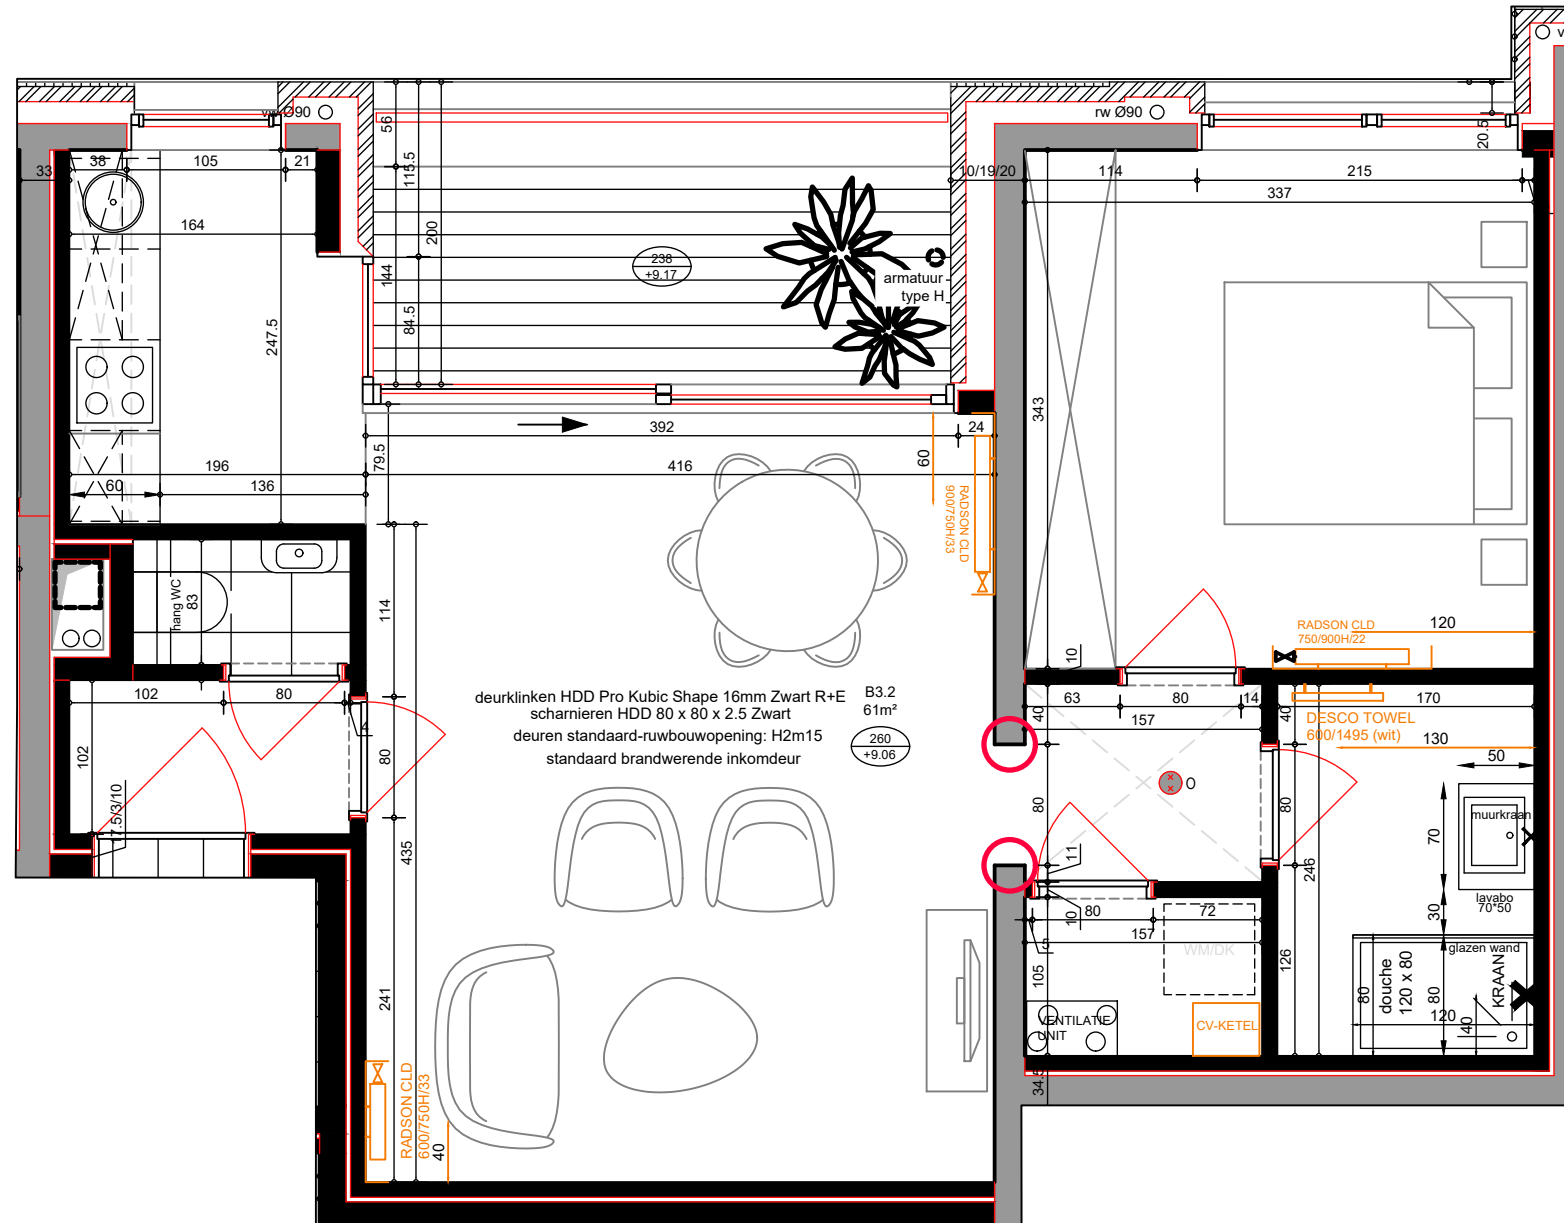 vw Ø90
rw Ø90
56
115.5
200
144
84.5
20.5
33
38
105
21
164
10/19/20
114
215
337
238
+9.17
armatuur
type H
247.5
343
392
24
79.5
60
196
416
60
136
RADSON CLD
900/750H/33
hang WC
83
114
RADSON CLD
750/900H/22
120
10
102
80
4
deurklinken HDD Pro Kubic Shape 16mm Zwart R+E
scharnieren HDD 80 x 80 x 2.5 Zwart
deuren standaard-ruwbouwopening: H2m15
standaard brandwerende inkomdeur
B3.2
61m²
260
+9.06
63
80
14
40
157
40
170
DESCO TOWEL
600/1495 (wit)
130
50
102
80
17.5/3/10
435
80
O
80
246
70
muurkraan
11
10
80
72
157
5
WM/DK
lavabo
70*50
30
glazen wand
105
126
80
douche
120 x 80
80
KRAAN
120
40
VENTILATIE
UNIT
CV-KETEL
34.5
241
RADSON CLD
600/750H/33
40